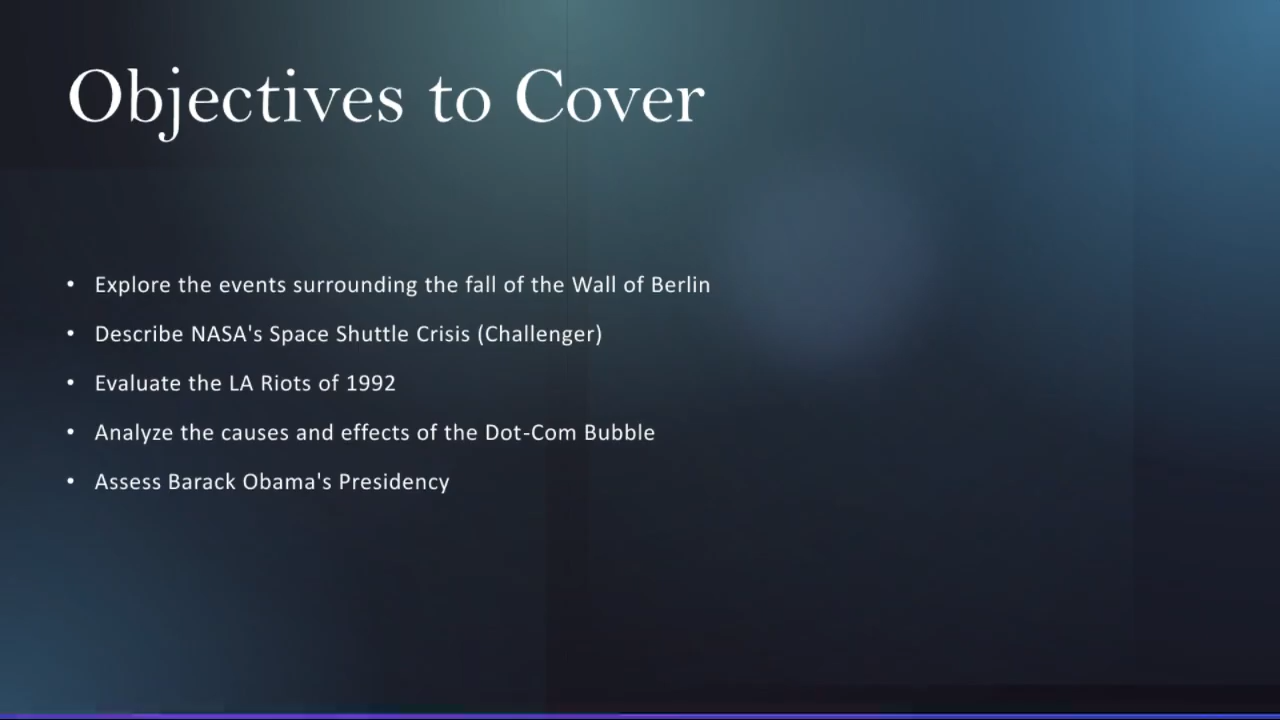 Objectives to Cover
• Explore the events surrounding the fall of the Wall of Berlin
• Describe NASA's Space Shuttle Crisis (Challenger)
• Evaluate the LA Riots of 1992
• Analyze the causes and effects of the Dot-Com Bubble
• Assess Barack Obama's Presidency